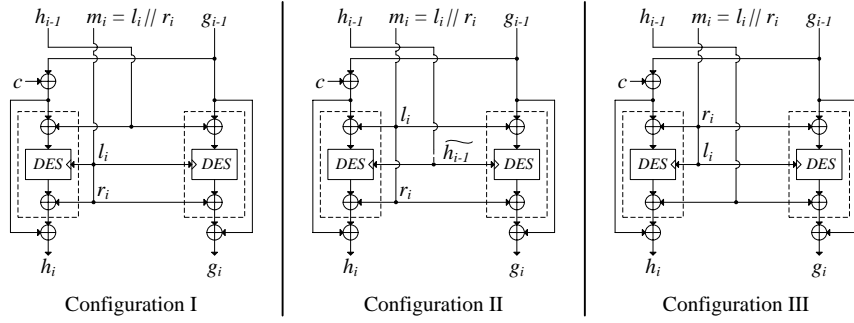 h_{i-1} m_i = l_i // r_i g_{i-1}
c
l_i
DES DES
r_i
h_i g_i
Configuration I
h_{i-1} m_i = l_i // r_i g_{i-1}
c
l_i
DES \widetilde{h_{i-1}} DES
r_i
h_i g_i
Configuration II
h_{i-1} m_i = l_i // r_i g_{i-1}
c
r_i
DES l_i DES
h_i g_i
Configuration III